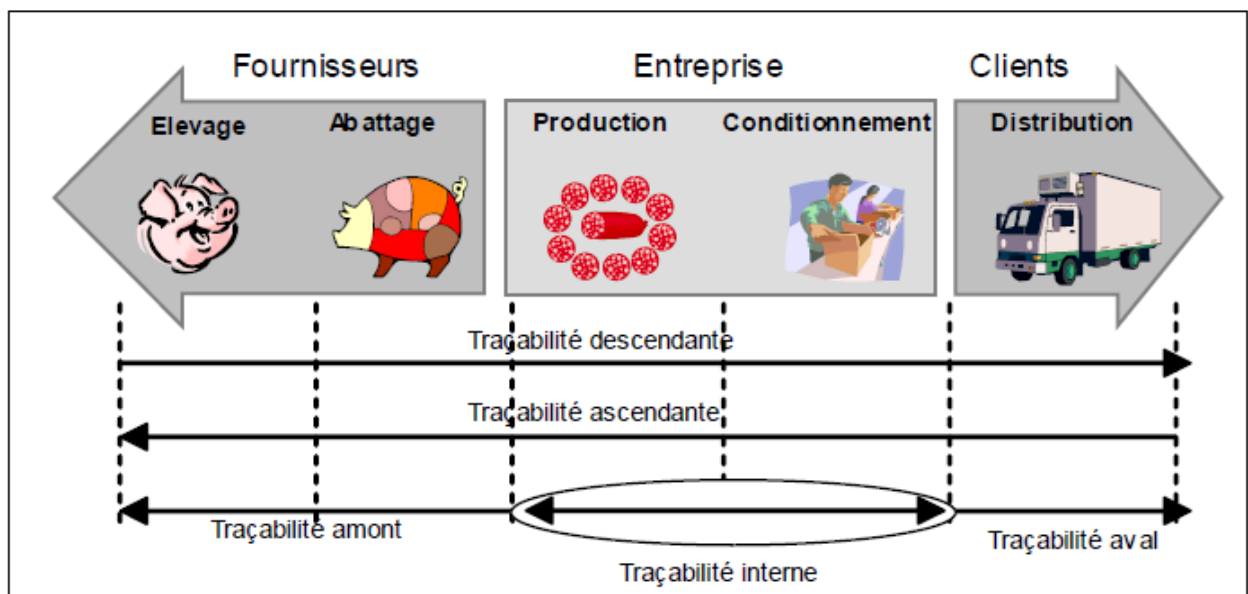 Fournisseurs
Entreprise
Clients
Elevage
Abattage
Production
Conditionnement
Distribution
Traçabilité descendante
Traçabilité ascendante
Traçabilité amont
Traçabilité interne
Traçabilité aval